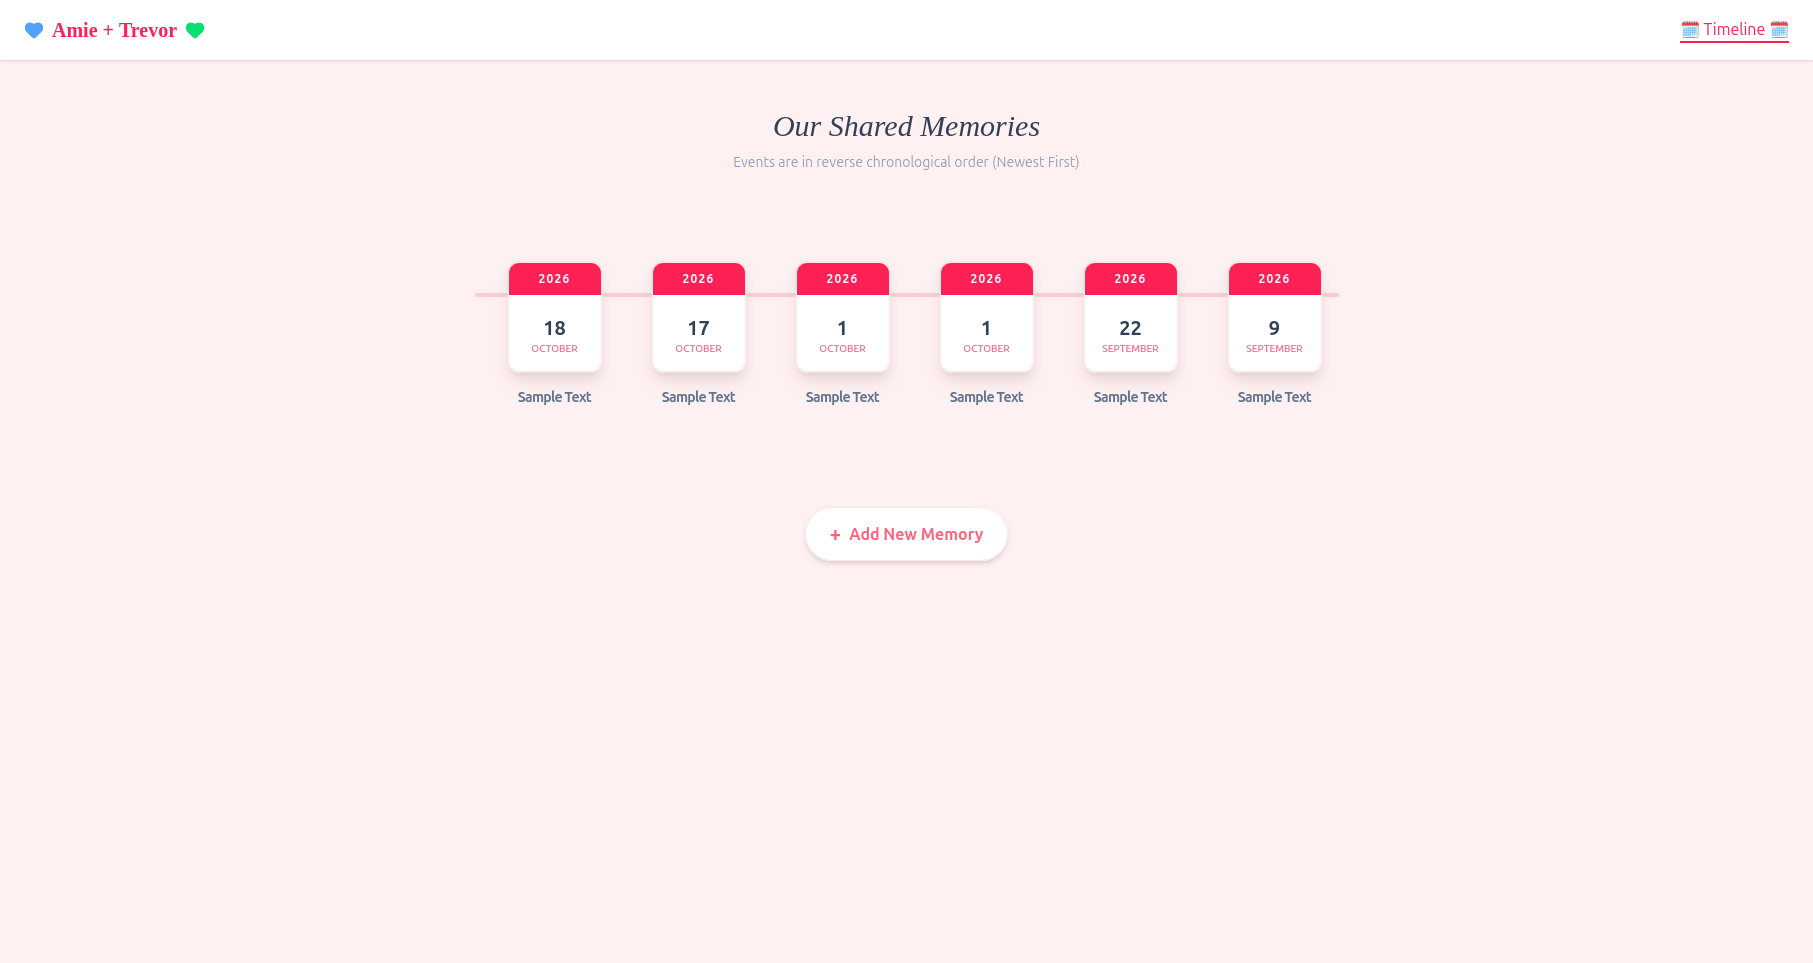 Amie + Trevor
🗓️ Timeline 🗓️
Our Shared Memories
Events are in reverse chronological order (Newest First)
2026 2026 2026 2026 2026 2026
18 17 1 1 22 9
OCTOBER OCTOBER OCTOBER OCTOBER SEPTEMBER SEPTEMBER
Sample Text Sample Text Sample Text Sample Text Sample Text Sample Text
+ Add New Memory